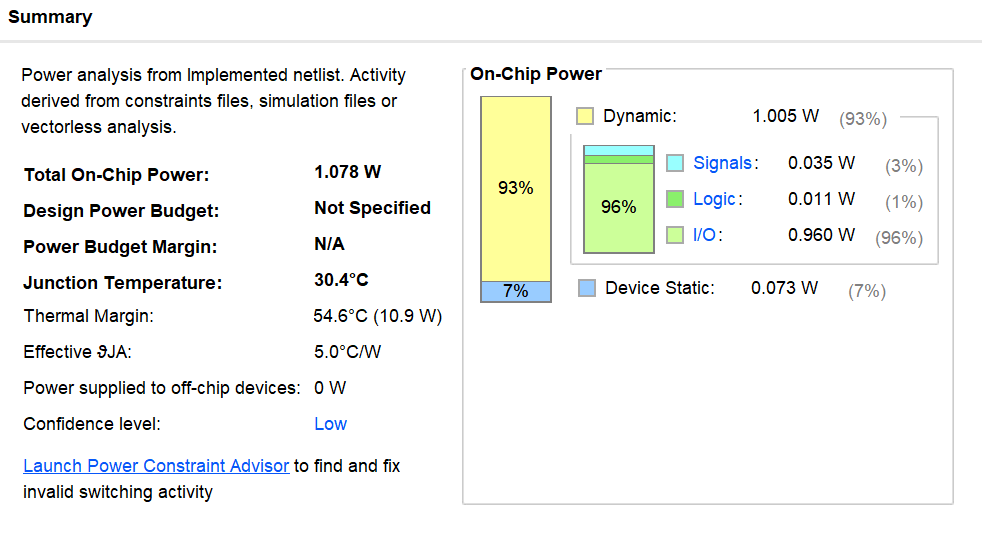 Summary
Power analysis from Implemented netlist. Activity
derived from constraints files, simulation files or
vectorless analysis.
Total On-Chip Power: 1.078 W
Design Power Budget: Not Specified
Power Budget Margin: N/A
Junction Temperature: 30.4°C
Thermal Margin: 54.6°C (10.9 W)
Effective ϑJA: 5.0°C/W
Power supplied to off-chip devices: 0 W
Confidence level: Low
Launch Power Constraint Advisor to find and fix
invalid switching activity
On-Chip Power
93%
7%
Dynamic: 1.005 W (93%)
96%
Signals: 0.035 W (3%)
Logic: 0.011 W (1%)
I/O: 0.960 W (96%)
Device Static: 0.073 W (7%)